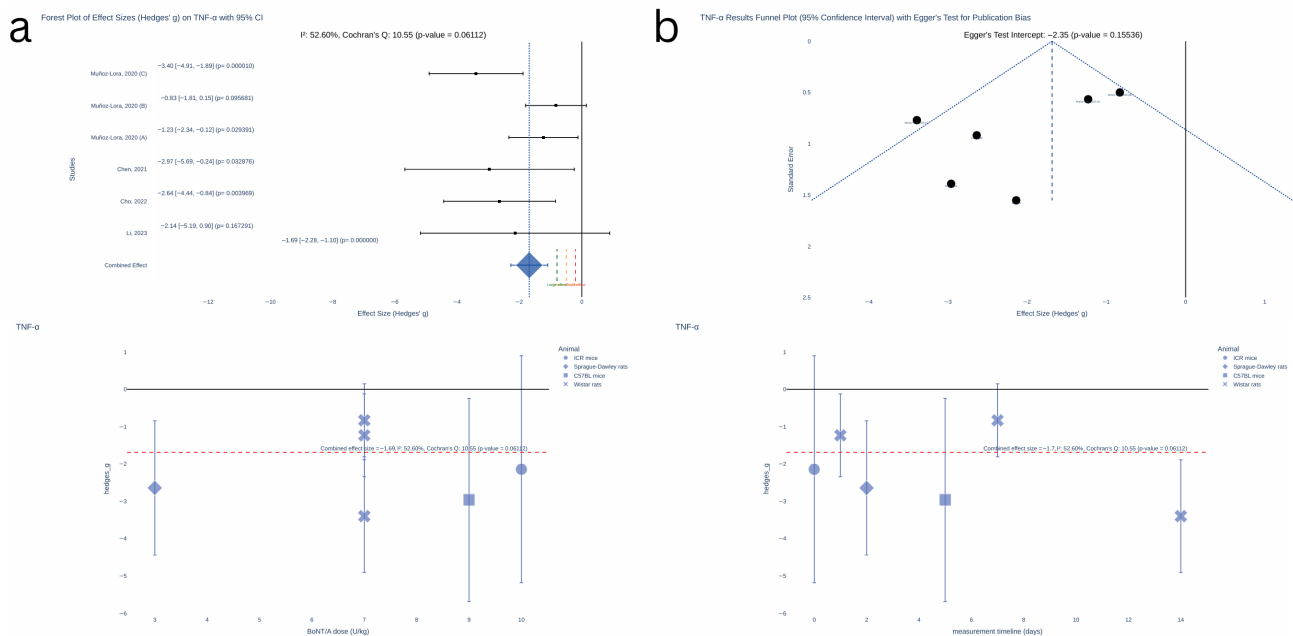 a
Forest Plot of Effect Sizes (Hedges' g) on TNF-α with 95% CI
I²: 52.60%, Cochran's Q: 10.55 (p-value = 0.06112)
Studies
Muñoz-Lora, 2020 (C)
−3.40 [−4.91, −1.89] (p= 0.000010)
Muñoz-Lora, 2020 (B)
−0.83 [−1.81, 0.15] (p= 0.095681)
Muñoz-Lora, 2020 (A)
−1.23 [−2.34, −0.12] (p= 0.029391)
Chen, 2021
−2.97 [−5.69, −0.24] (p= 0.032876)
Cho, 2022
−2.64 [−4.44, −0.84] (p= 0.003969)
Li, 2023
−2.14 [−5.19, 0.90] (p= 0.167291)
−1.69 [−2.28, −1.10] (p= 0.000000)
Combined Effect
−12 −10 −8 −6 −4 −2 0
Effect Size (Hedges' g)
b
TNF-α Results Funnel Plot (95% Confidence Interval) with Egger's Test for Publication Bias
Egger's Test Intercept: −2.35 (p-value = 0.15536)
Standard Error
0
0.5
1
1.5
2
2.5
−4 −3 −2 −1 0 1
Effect Size (Hedges' g)
TNF-α
hedges_g
1
0
−1
−2
−3
−4
−5
−6
Combined effect size =−1.69, I²: 52.60%, Cochran's Q: 10.55 (p-value = 0.06112)
3 4 5 6 7 8 9 10
BoNT/A dose (U/kg)
Animal
ICR mice
Sprague-Dawley rats
C57BL mice
Wistar rats
TNF-α
hedges_g
1
0
−1
−2
−3
−4
−5
−6
Combined effect size =−1.7, I²: 52.60%, Cochran's Q: 10.55 (p-value = 0.06112)
0 2 4 6 8 10 12 14
measurement timeline (days)
Animal
ICR mice
Sprague-Dawley rats
C57BL mice
Wistar rats